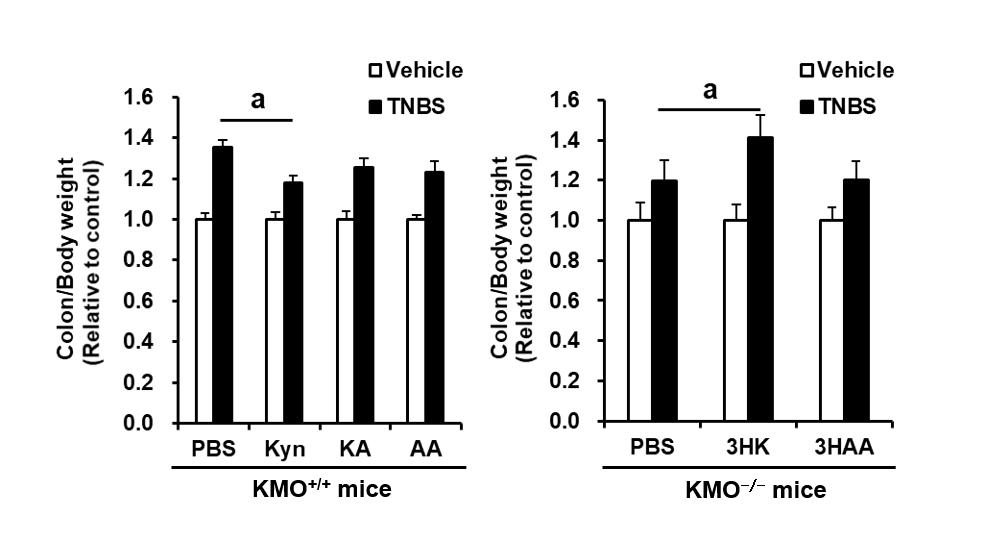 Vehicle
TNBS
a
Colon/Body weight
(Relative to control)
1.6
1.4
1.2
1.0
0.8
0.6
0.4
0.2
0.0
PBS Kyn KA AA
KMO+/+ mice
Vehicle
TNBS
a
Colon/Body weight
(Relative to control)
1.6
1.4
1.2
1.0
0.8
0.6
0.4
0.2
0.0
PBS 3HK 3HAA
KMO−/− mice